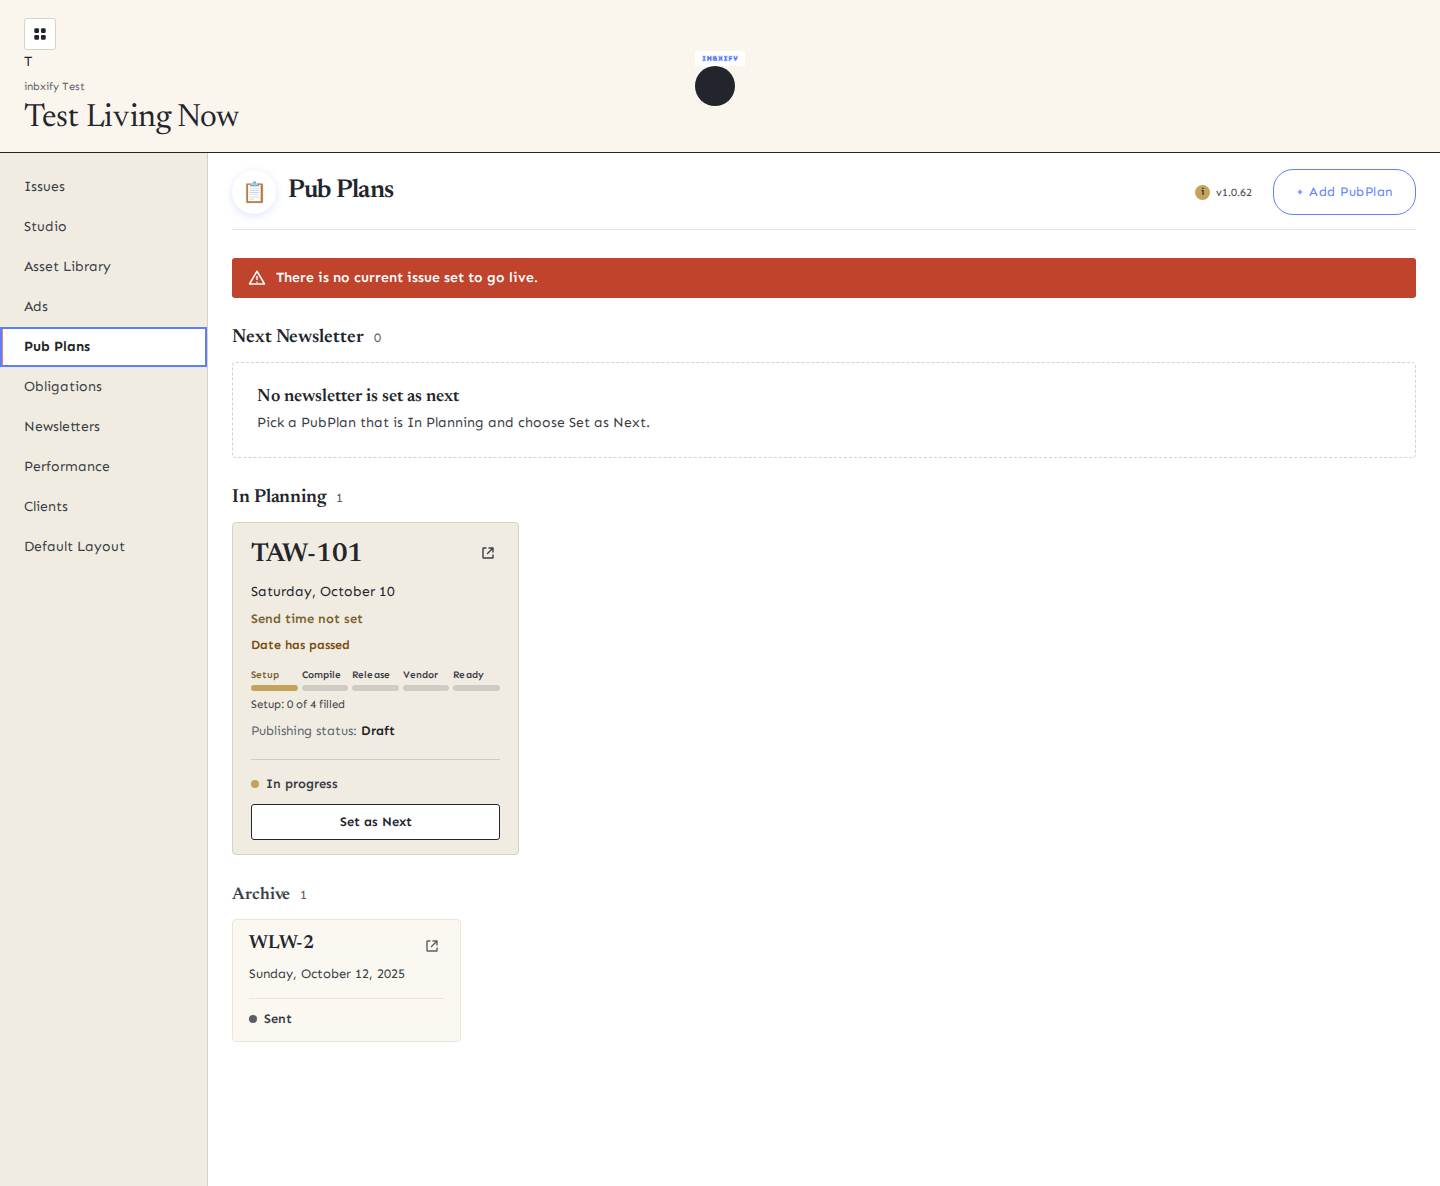 T
inbxify Test
Test Living Now
INBXIFY
Issues
Studio
Asset Library
Ads
Pub Plans
Obligations
Newsletters
Performance
Clients
Default Layout
Pub Plans
i v1.0.62
+ Add PubPlan
There is no current issue set to go live.
Next Newsletter 0
No newsletter is set as next
Pick a PubPlan that is In Planning and choose Set as Next.
In Planning 1
TAW-101
Saturday, October 10
Send time not set
Date has passed
Setup Compile Release Vendor Ready
Setup: 0 of 4 filled
Publishing status: Draft
In progress
Set as Next
Archive 1
WLW-2
Sunday, October 12, 2025
Sent